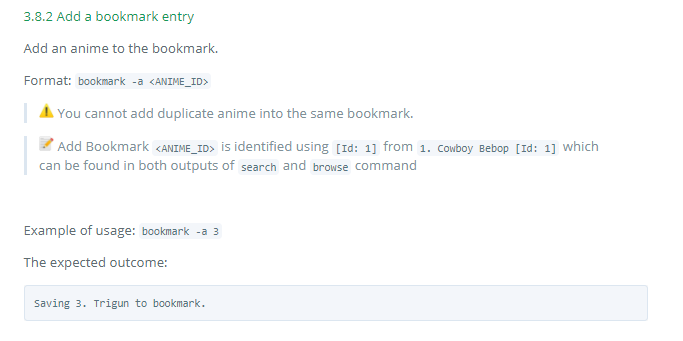 3.8.2 Add a bookmark entry
Add an anime to the bookmark.
Format: bookmark -a <ANIME_ID>
⚠️ You cannot add duplicate anime into the same bookmark.
📝 Add Bookmark <ANIME_ID> is identified using [Id: 1] from 1. Cowboy Bebop [Id: 1] which
can be found in both outputs of search and browse command
Example of usage: bookmark -a 3
The expected outcome:
Saving 3. Trigun to bookmark.